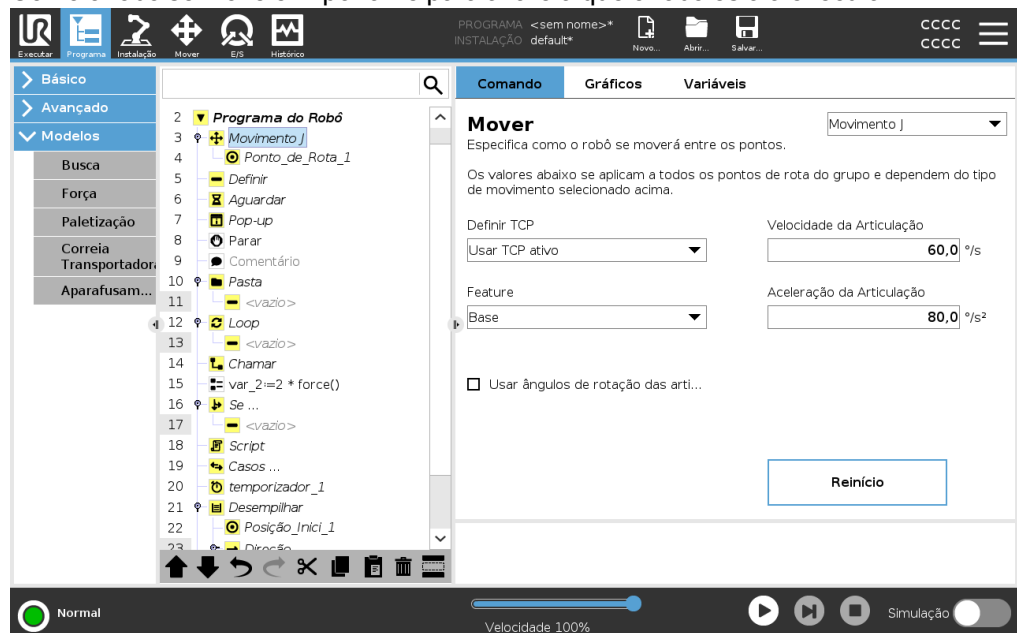 UR
Executar
Programa
Instalação
Mover
E/S
Histórico
PROGRAMA <sem nome>*
INSTALAÇÃO default*
Novo...
Abrir...
Salvar...
CCCC
CCCC
Básico
Avançado
Modelos
Busca
Força
Paletização
Correia
Transportador
Aparafusam...
2 Programa do Robô
3 Movimento J
4 Ponto_de_Rota_1
5 Definir
6 Aguardar
7 Pop-up
8 Parar
9 Comentário
10 Pasta
11 <vazio>
12 Loop
13 <vazio>
14 Chamar
15 var_2:=2 * force()
16 Se ...
17 <vazio>
18 Script
19 Casos ...
20 temporizador_1
21 Desempilhar
22 Posição_Inici_1
23 Direção
Comando
Gráficos
Variáveis
Mover
Movimento J
Especifica como o robô se moverá entre os pontos.
Os valores abaixo se aplicam a todos os pontos de rota do grupo e dependem do tipo
de movimento selecionado acima.
Definir TCP
Velocidade da Articulação
Usar TCP ativo
60,0 °/s
Feature
Aceleração da Articulação
Base
80,0 °/s²
Usar ângulos de rotação das arti...
Reinício
Normal
Velocidade 100%
Simulação